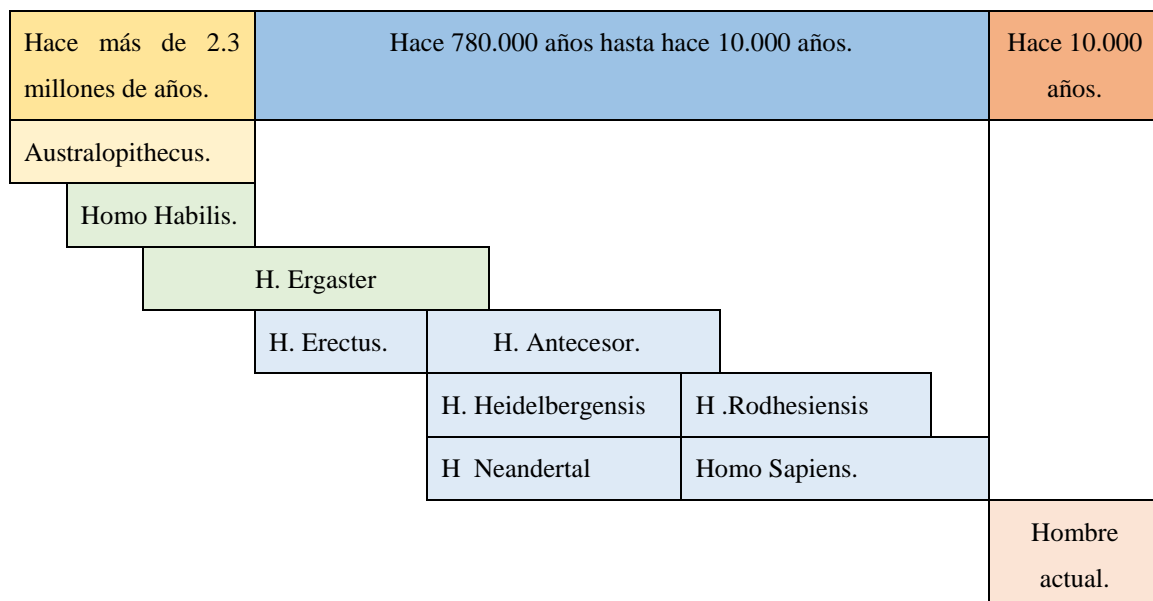 Hace más de 2.3
millones de años.
Hace 780.000 años hasta hace 10.000 años.
Hace 10.000
años.
Australopithecus.
Homo Habilis.
H. Ergaster
H. Erectus.
H. Antecesor.
H. Heidelbergensis
H .Rodhesiensis
H  Neandertal
Homo Sapiens.
Hombre
actual.